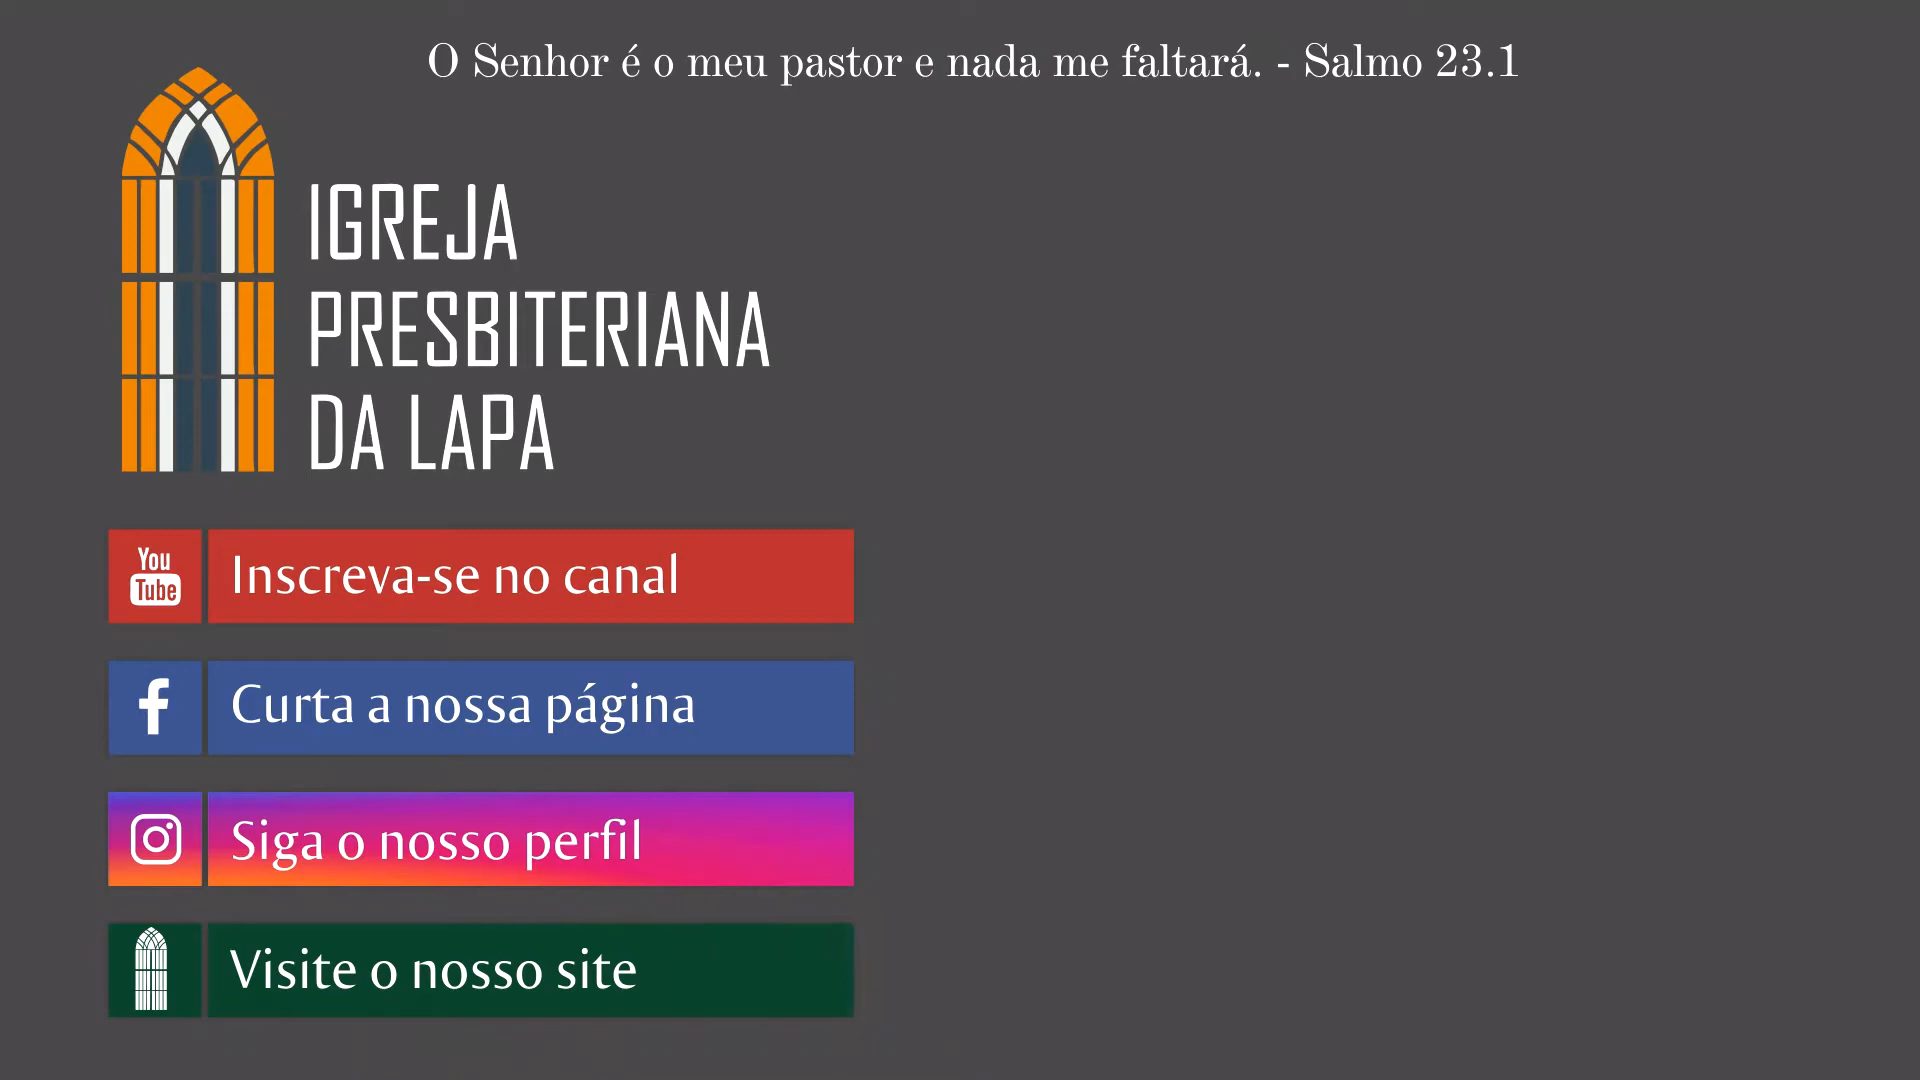 O Senhor é o meu pastor e nada me faltará. - Salmo 23.1
IGREJA
PRESBITERIANA
DA LAPA
You
Tube
Inscreva-se no canal
Curta a nossa página
Siga o nosso perfil
Visite o nosso site